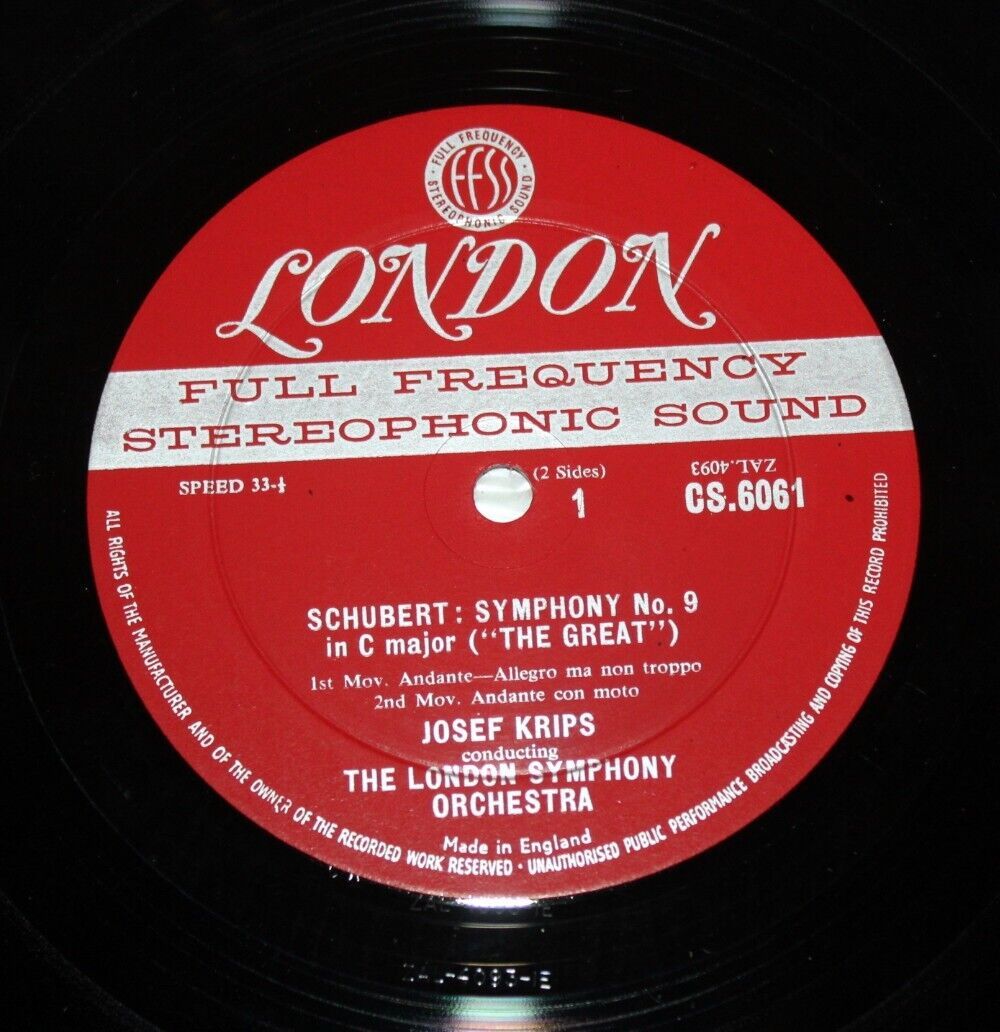 FULL FREQUENCY
STEREOPHONIC SOUND
FFSS
LONDON
FULL FREQUENCY
STEREOPHONIC SOUND
SPEED 33-⅓
(2 Sides)
1
ZAL.4093
CS.6061
SCHUBERT: SYMPHONY No. 9
in C major ("THE GREAT")
1st Mov. Andante—Allegro ma non troppo
2nd Mov. Andante con moto
JOSEF KRIPS
conducting
THE LONDON SYMPHONY
ORCHESTRA
Made in England
ALL RIGHTS OF THE MANUFACTURER AND OF THE OWNER OF THE RECORDED WORK RESERVED · UNAUTHORISED PUBLIC PERFORMANCE BROADCASTING AND COPYING OF THIS RECORD PROHIBITED
ZAL-4093-1E